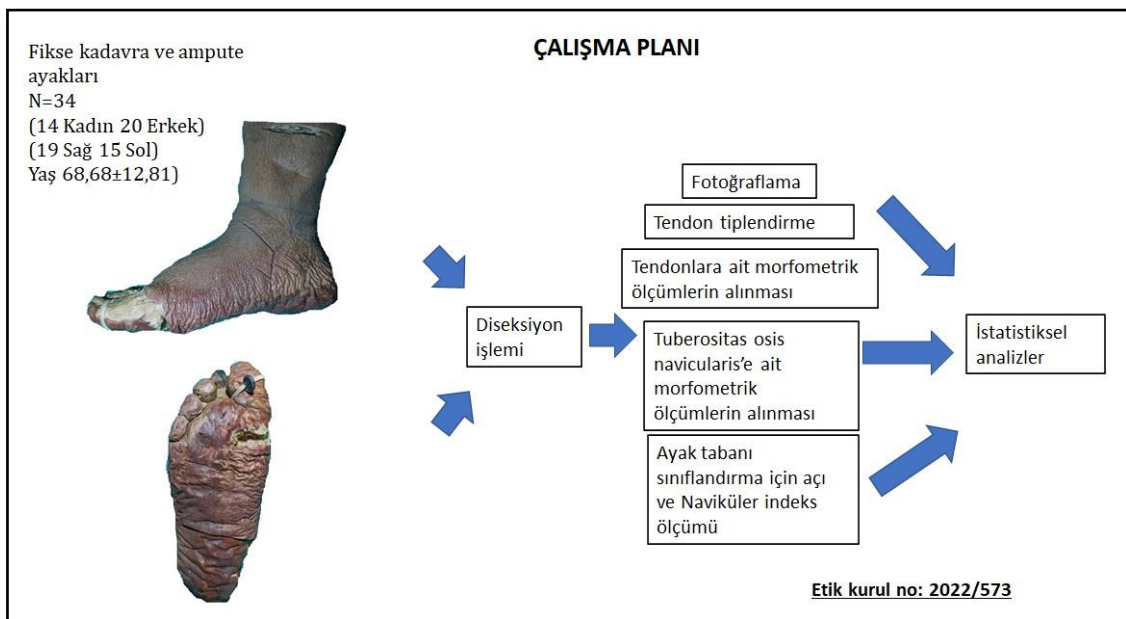 ÇALIŞMA PLANI
Fikse kadavra ve ampute
ayakları
N=34
(14 Kadın 20 Erkek)
(19 Sağ 15 Sol)
Yaş 68,68±12,81)
Diseksiyon
işlemi
Fotoğraflama
Tendon tiplendirme
Tendonlara ait morfometrik
ölçümlerin alınması
Tuberositas osis
navicularis’e ait
morfometrik
ölçümlerin alınması
Ayak tabanı
sınıflandırma için açı
ve Naviküler indeks
ölçümü
İstatistiksel
analizler
Etik kurul no: 2022/573